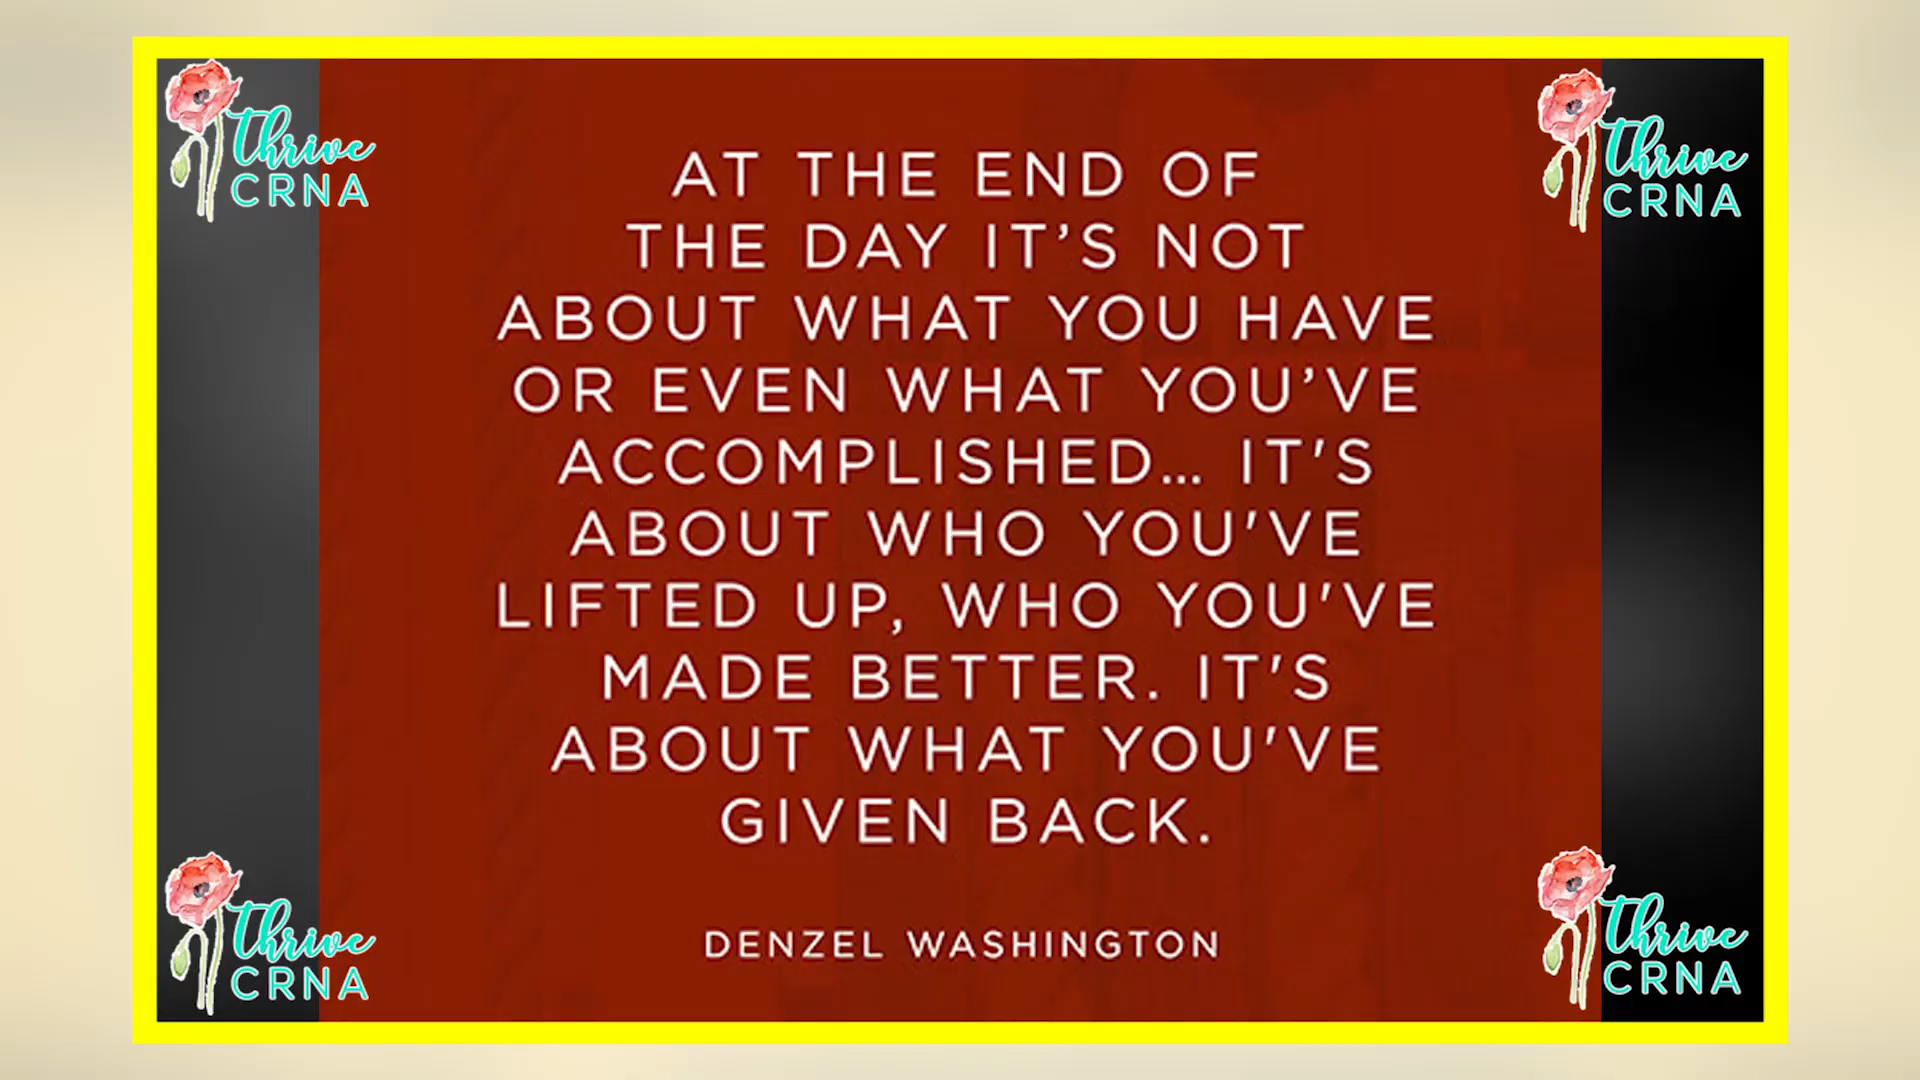 Thrive
CRNA
Thrive
CRNA
AT THE END OF
THE DAY IT’S NOT
ABOUT WHAT YOU HAVE
OR EVEN WHAT YOU’VE
ACCOMPLISHED... IT'S
ABOUT WHO YOU'VE
LIFTED UP, WHO YOU'VE
MADE BETTER. IT'S
ABOUT WHAT YOU'VE
GIVEN BACK.
DENZEL WASHINGTON
Thrive
CRNA
Thrive
CRNA